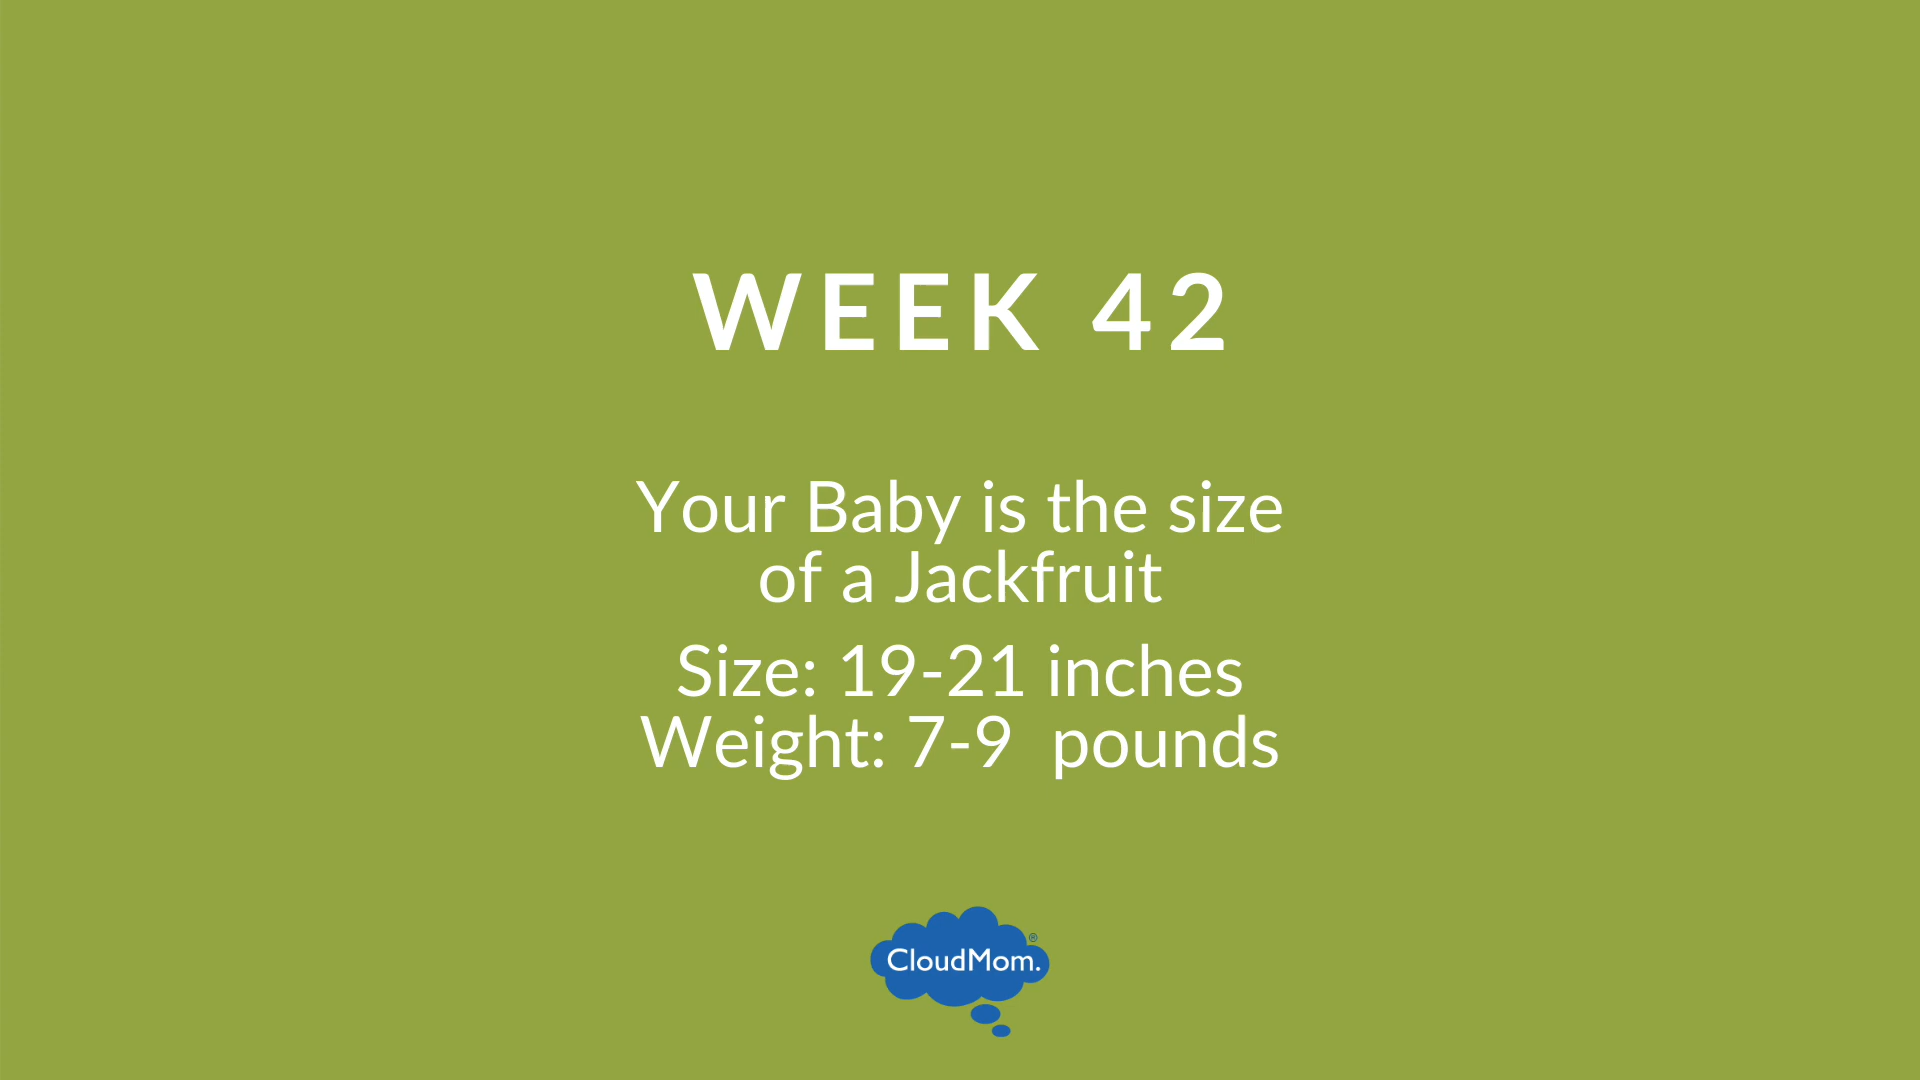 WEEK 42
Your Baby is the size
of a Jackfruit
Size: 19-21 inches
Weight: 7-9  pounds
CloudMom.®